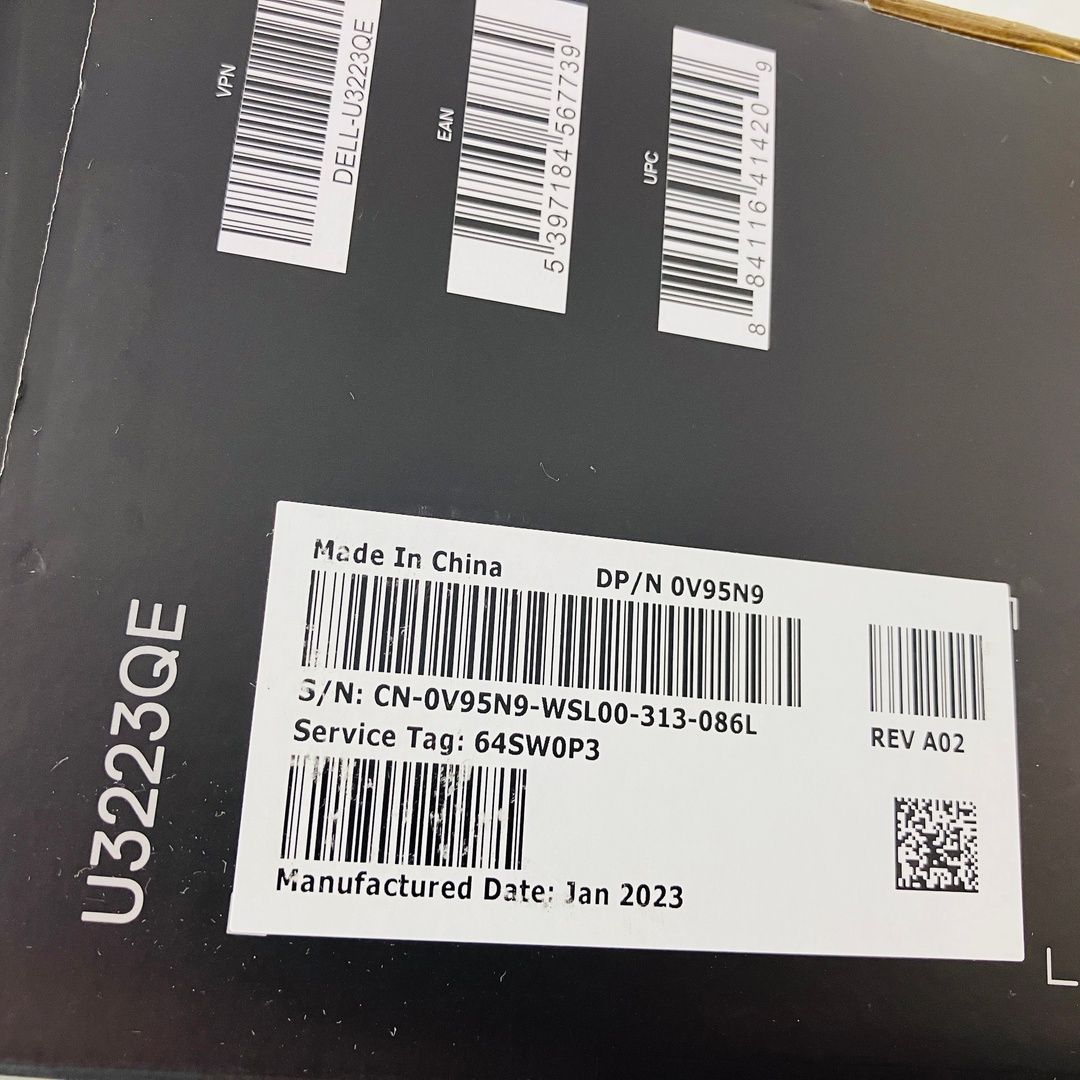 VPN
DELL-U3223QE
EAN
5 397184 567739
UPC
8 84116 41420 9
U3223QE
Made In China
DP/N 0V95N9
S/N: CN-0V95N9-WSL00-313-086L
REV A02
Service Tag: 64SW0P3
Manufactured Date: Jan 2023